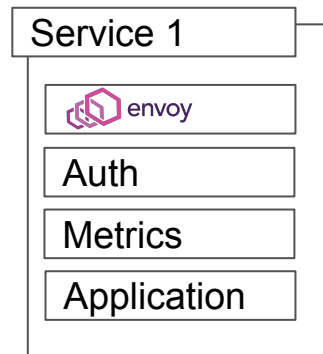 Service 1
envoy
Auth
Metrics
Application